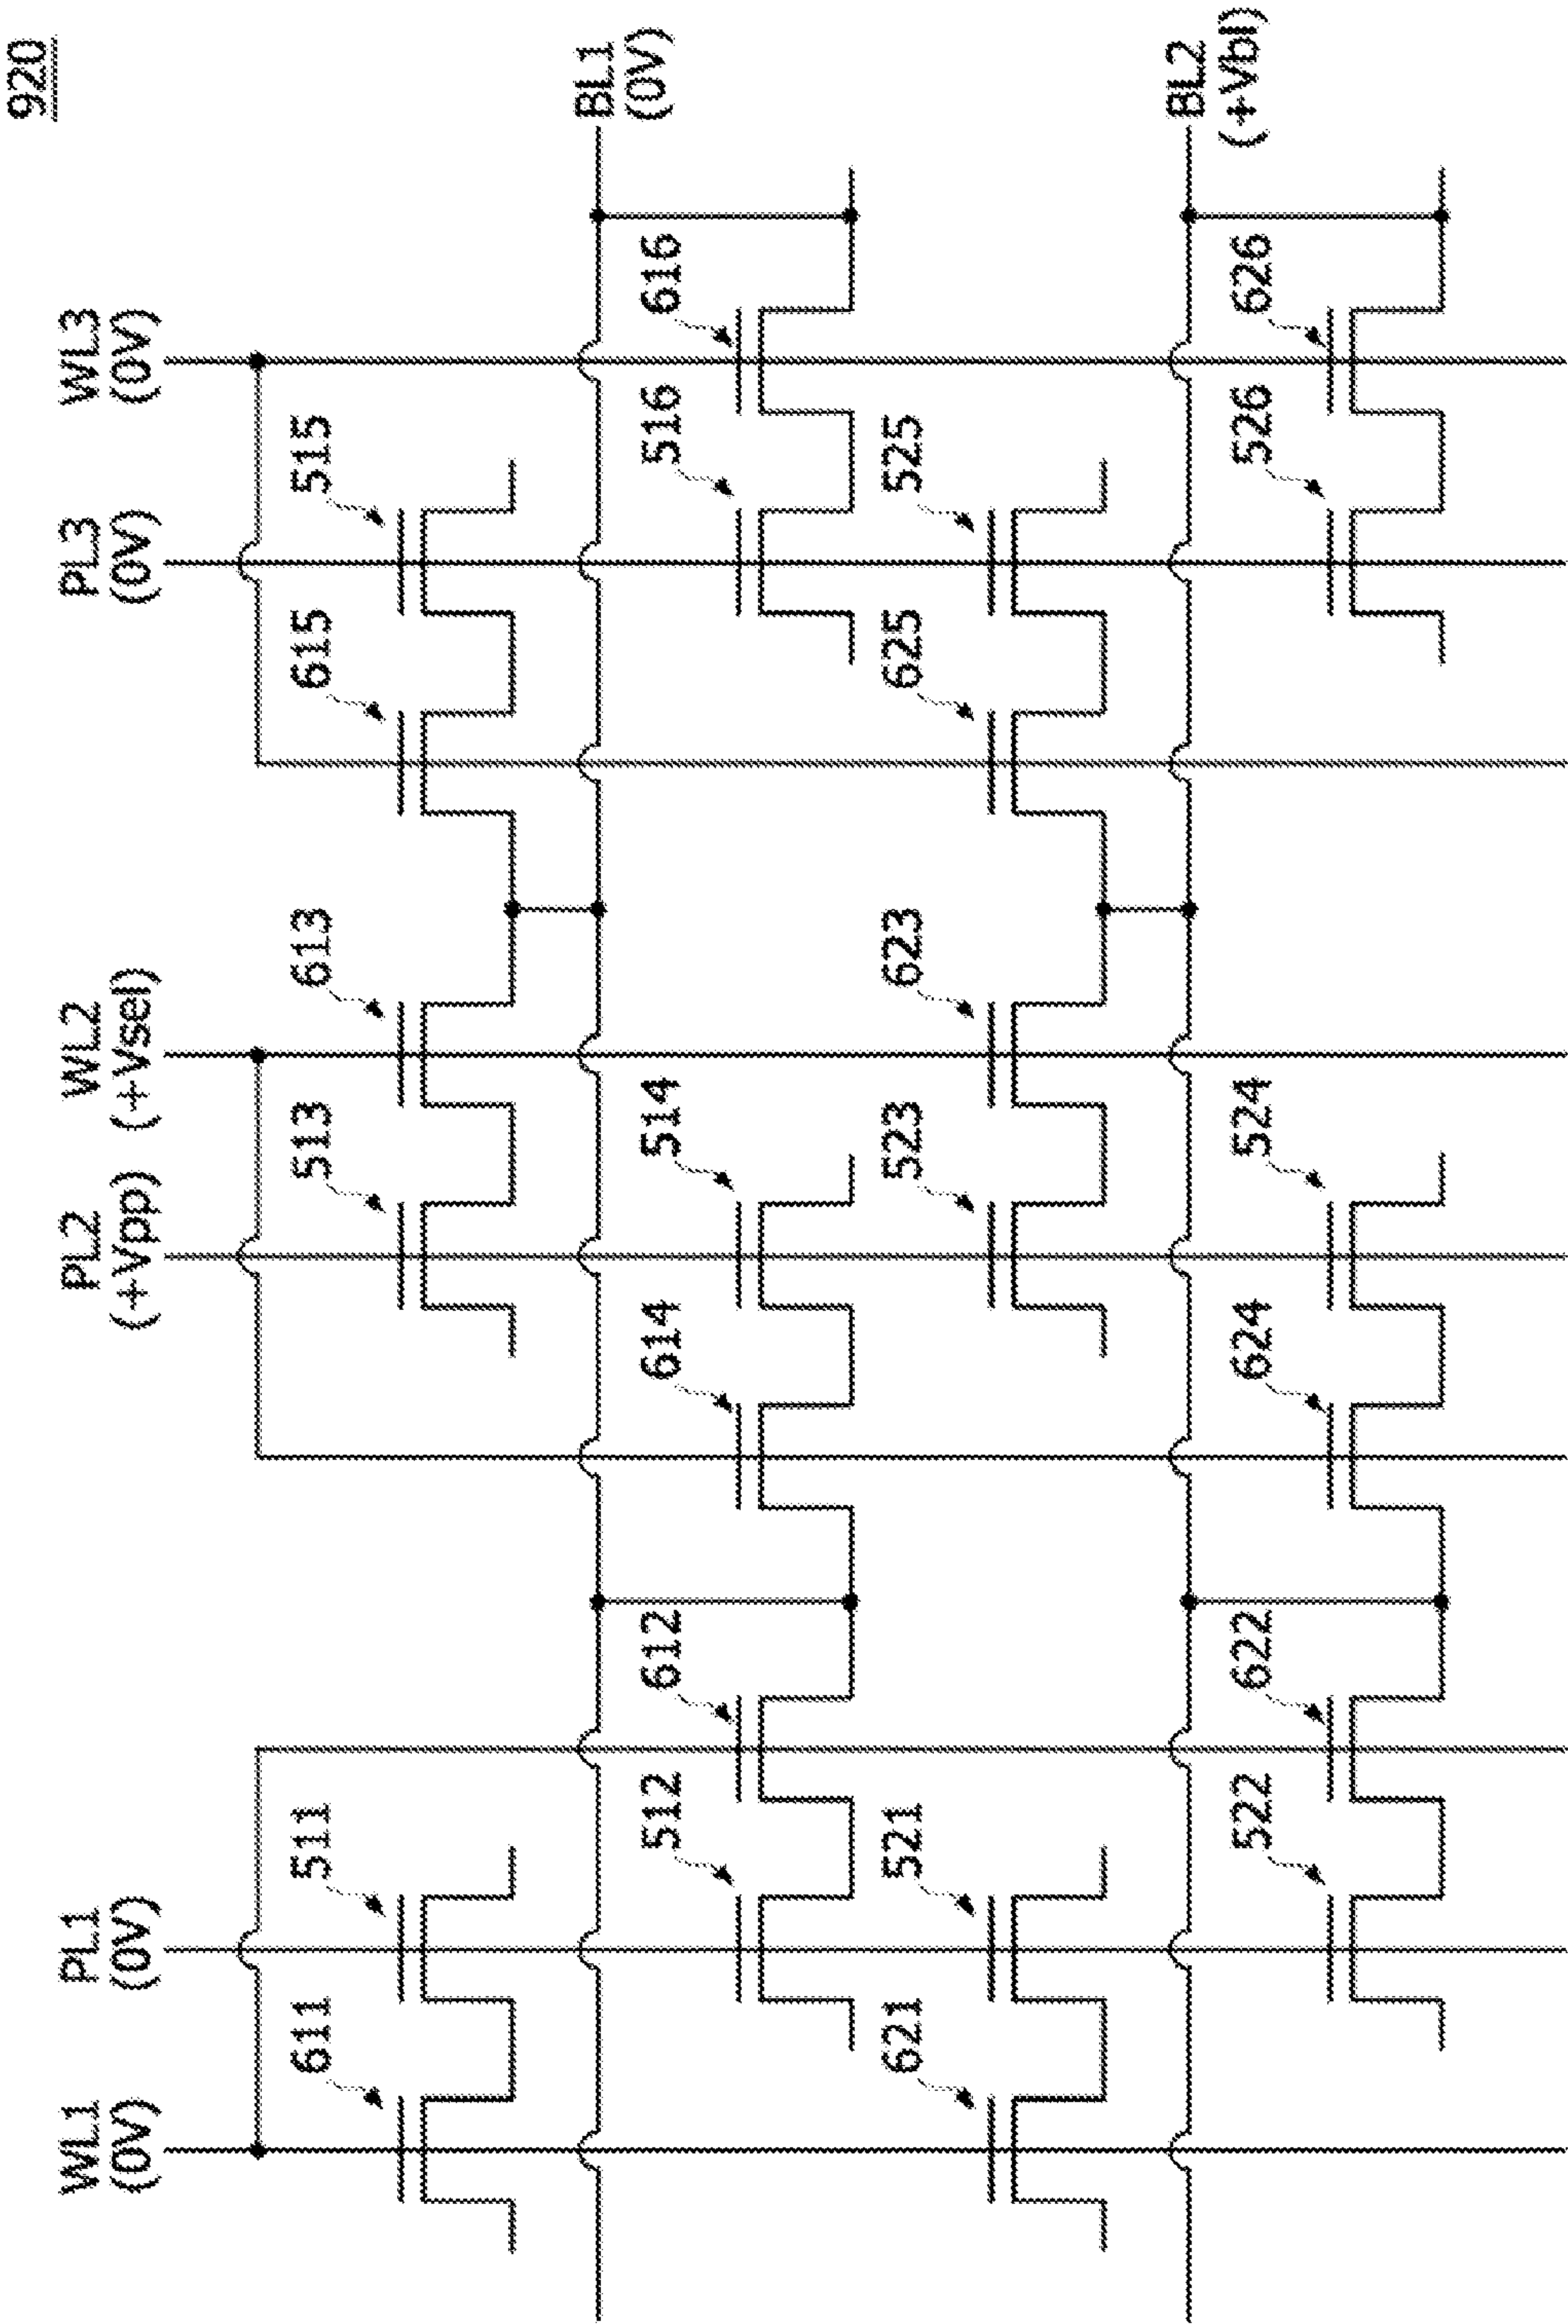 920
WL1 PL1 PL2 WL2 PL3 WL3
(0V) (0V) (+Vpp) (+Vsel) (0V) (0V)
611 511 513 613 615 515
BL1
(0V)
512 612 614 514 516 616
621 521 523 623 625 525
BL2
(+Vbl)
522 622 624 524 526 626